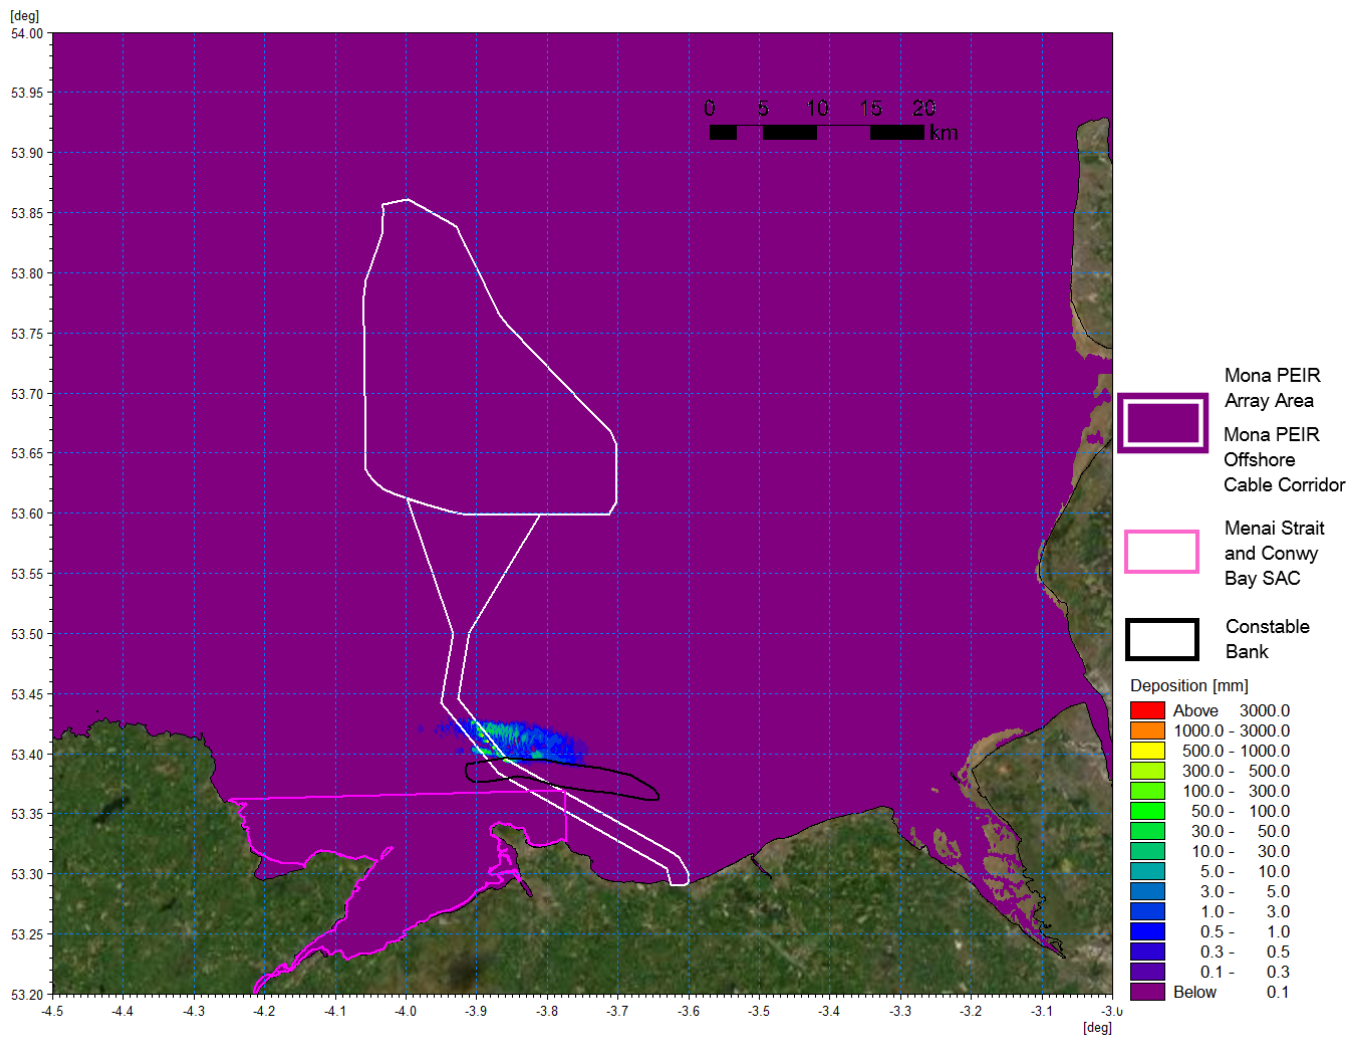 [deg]
54.00
53.95
53.90
53.85
53.80
53.75
53.70
53.65
53.60
53.55
53.50
53.45
53.40
53.35
53.30
53.25
53.20
-4.5 -4.4 -4.3 -4.2 -4.1 -4.0 -3.9 -3.8 -3.7 -3.6 -3.5 -3.4 -3.3 -3.2 -3.1 -3.0
[deg]
0 5 10 15 20
km
Mona PEIR
Array Area
Mona PEIR
Offshore
Cable Corridor
Menai Strait
and Conwy
Bay SAC
Constable
Bank
Deposition [mm]
Above 3000.0
1000.0 - 3000.0
500.0 - 1000.0
300.0 - 500.0
100.0 - 300.0
50.0 - 100.0
30.0 - 50.0
10.0 - 30.0
5.0 - 10.0
3.0 - 5.0
1.0 - 3.0
0.5 - 1.0
0.3 - 0.5
0.1 - 0.3
Below 0.1